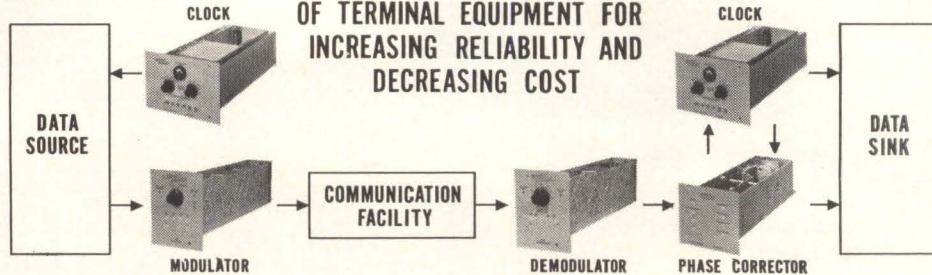 OF TERMINAL EQUIPMENT FOR
INCREASING RELIABILITY AND
DECREASING COST
CLOCK
CLOCK
DATA
SOURCE
DATA
SINK
COMMUNICATION
FACILITY
MODULATOR
DEMODULATOR
PHASE CORRECTOR